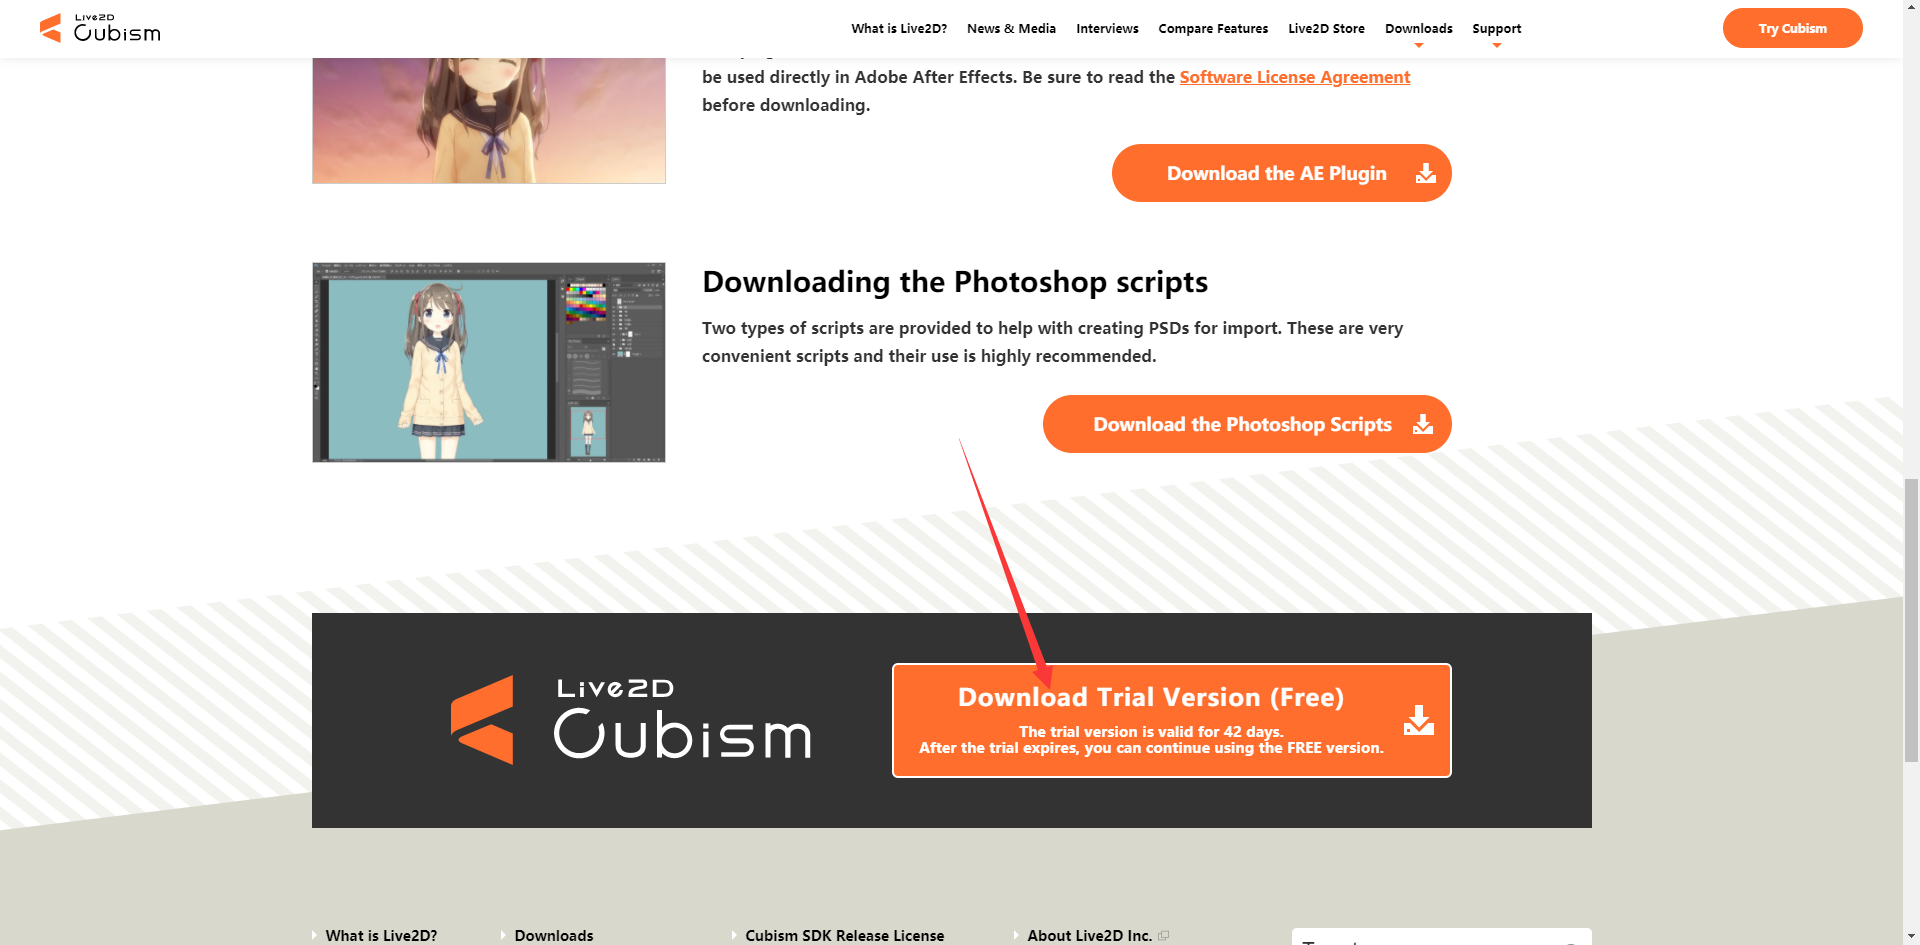 Live2D
Cubism
What is Live2D?
News & Media
Interviews
Compare Features
Live2D Store
Downloads
Support
Try Cubism
be used directly in Adobe After Effects. Be sure to read the Software License Agreement
before downloading.
Download the AE Plugin
Downloading the Photoshop scripts
Two types of scripts are provided to help with creating PSDs for import. These are very
convenient scripts and their use is highly recommended.
Download the Photoshop Scripts
Live2D
Cubism
Download Trial Version (Free)
The trial version is valid for 42 days.
After the trial expires, you can continue using the FREE version.
What is Live2D?
Downloads
Cubism SDK Release License
About Live2D Inc.